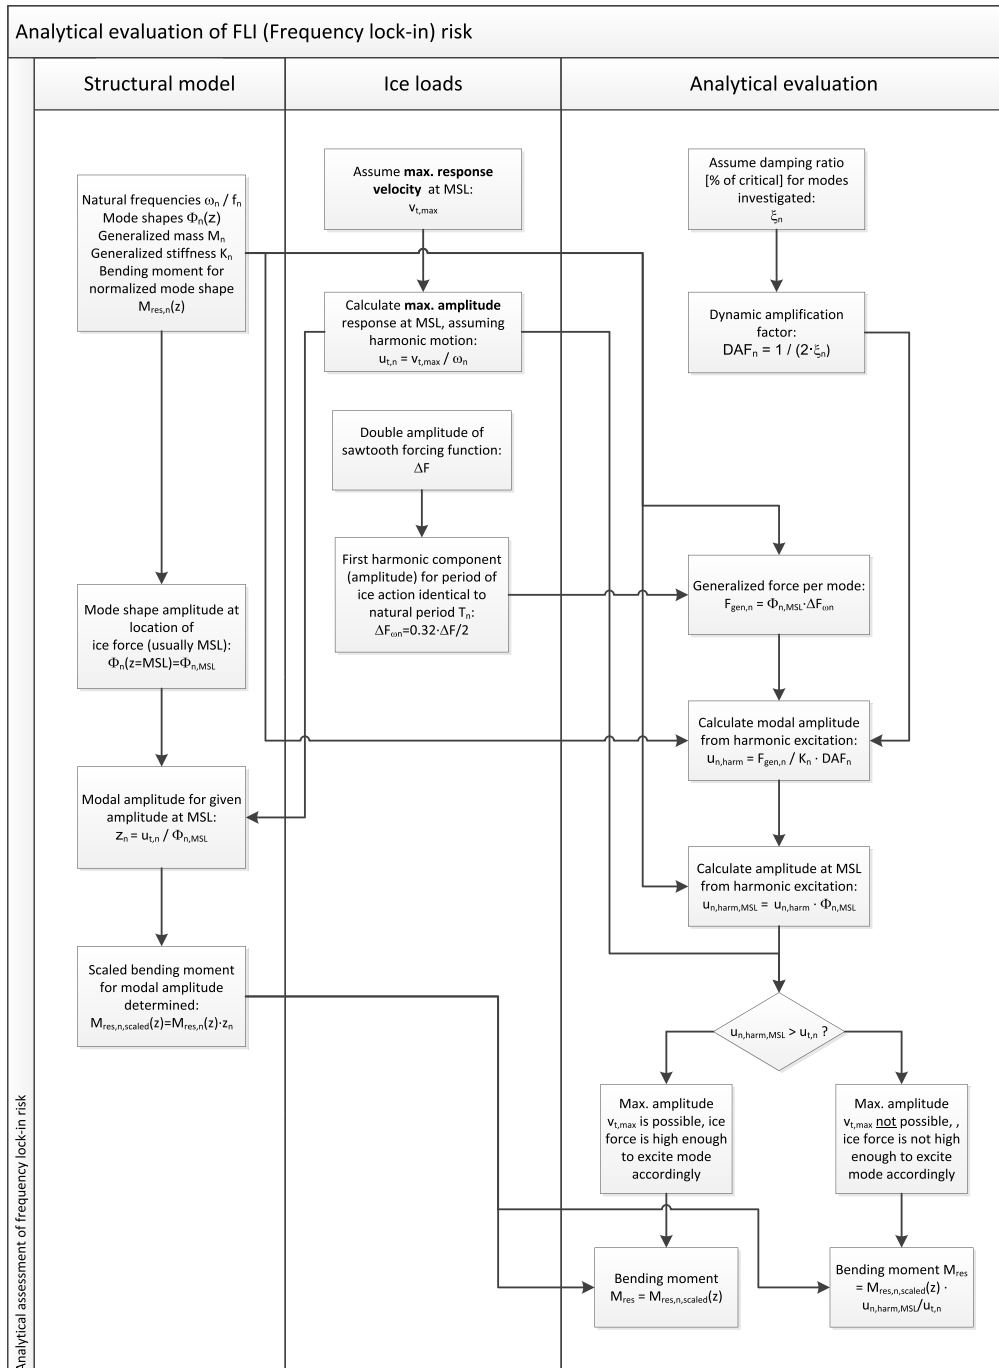 Analytical evaluation of FLI (Frequency lock-in) risk
Structural model
Ice loads
Analytical evaluation
Natural frequencies ωn / fn
Mode shapes Φn(z)
Generalized mass Mn
Generalized stiffness Kn
Bending moment for
normalized mode shape
Mres,n(z)
Mode shape amplitude at
location of
ice force (usually MSL):
Φn(z=MSL)=Φn,MSL
Modal amplitude for given
amplitude at MSL:
zn = ut,n / Φn,MSL
Scaled bending moment
for modal amplitude
determined:
Mres,n,scaled(z)=Mres,n(z)·zn
Assume max. response
velocity at MSL:
vt,max
Calculate max. amplitude
response at MSL, assuming
harmonic motion:
ut,n = vt,max / ωn
Double amplitude of
sawtooth forcing function:
ΔF
First harmonic component
(amplitude) for period of
ice action identical to
natural period Tn:
ΔFωn=0.32·ΔF/2
Assume damping ratio
[% of critical] for modes
investigated:
ξn
Dynamic amplification
factor:
DAFn = 1 / (2·ξn)
Generalized force per mode:
Fgen,n = Φn,MSL·ΔFωn
Calculate modal amplitude
from harmonic excitation:
un,harm = Fgen,n / Kn · DAFn
Calculate amplitude at MSL
from harmonic excitation:
un,harm,MSL = un,harm · Φn,MSL
un,harm,MSL > ut,n ?
Max. amplitude
vt,max is possible, ice
force is high enough
to excite mode
accordingly
Max. amplitude
vt,max not possible, ,
ice force is not high
enough to excite
mode accordingly
Bending moment
Mres = Mres,n,scaled(z)
Bending moment Mres
= Mres,n,scaled(z) ·
un,harm,MSL/ut,n
Analytical assessment of frequency lock-in risk